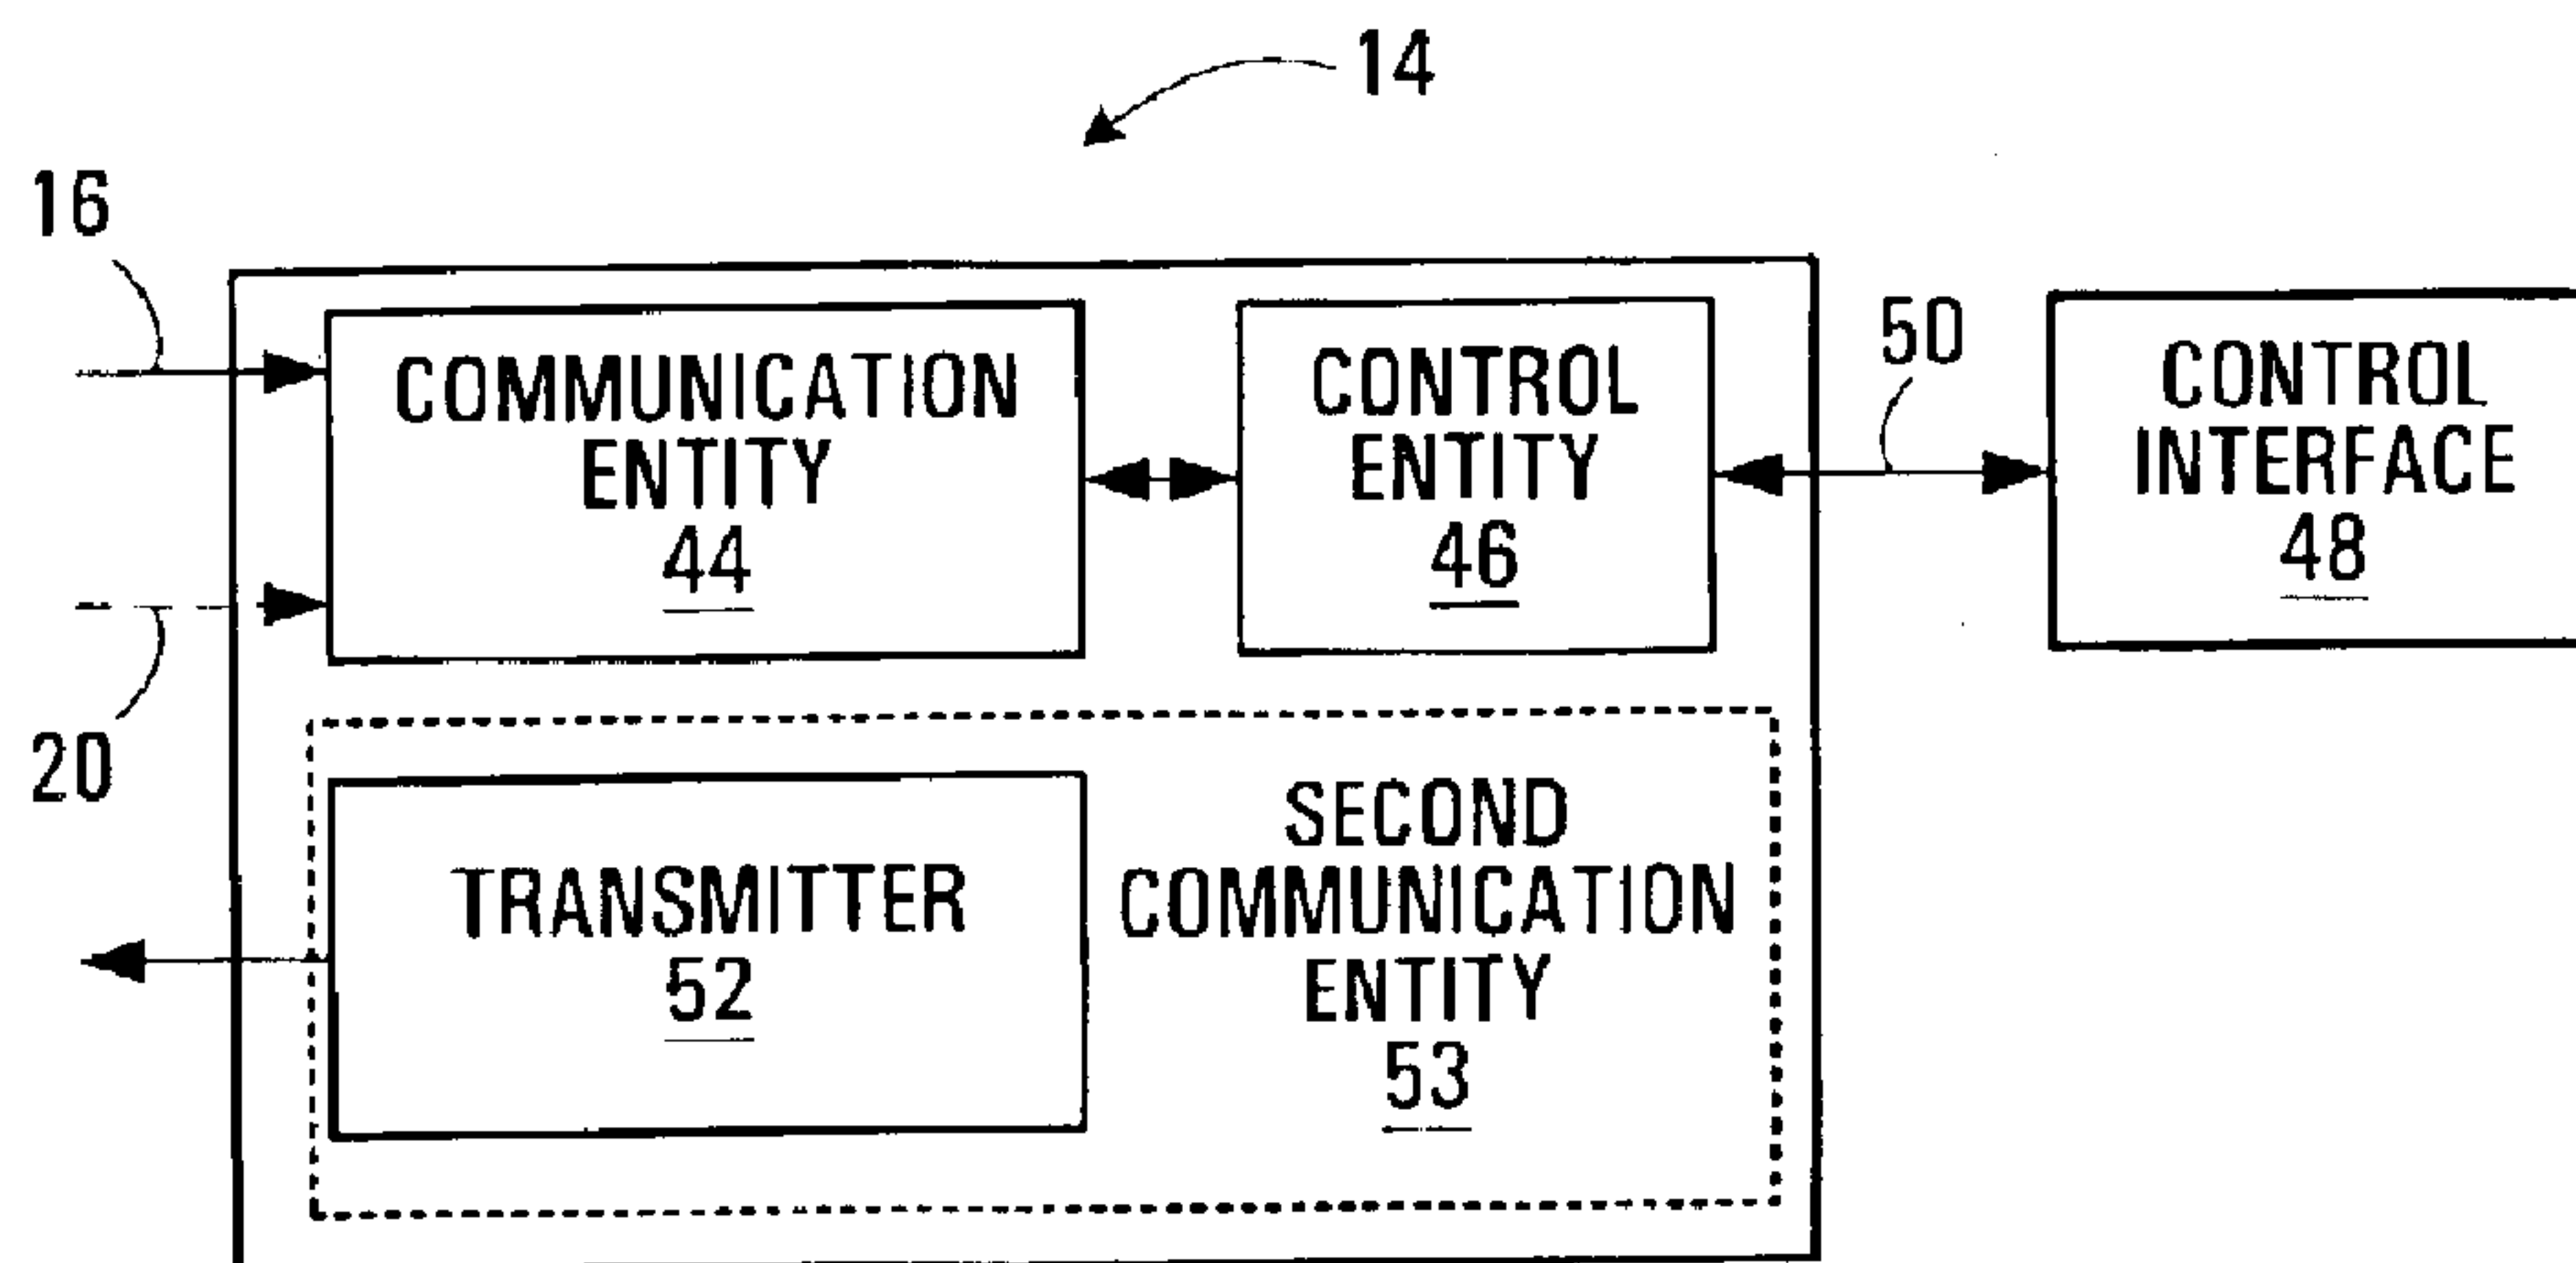 14
16
COMMUNICATION
ENTITY
44
CONTROL
ENTITY
46
50
CONTROL
INTERFACE
48
20
TRANSMITTER
52
SECOND
COMMUNICATION
ENTITY
53